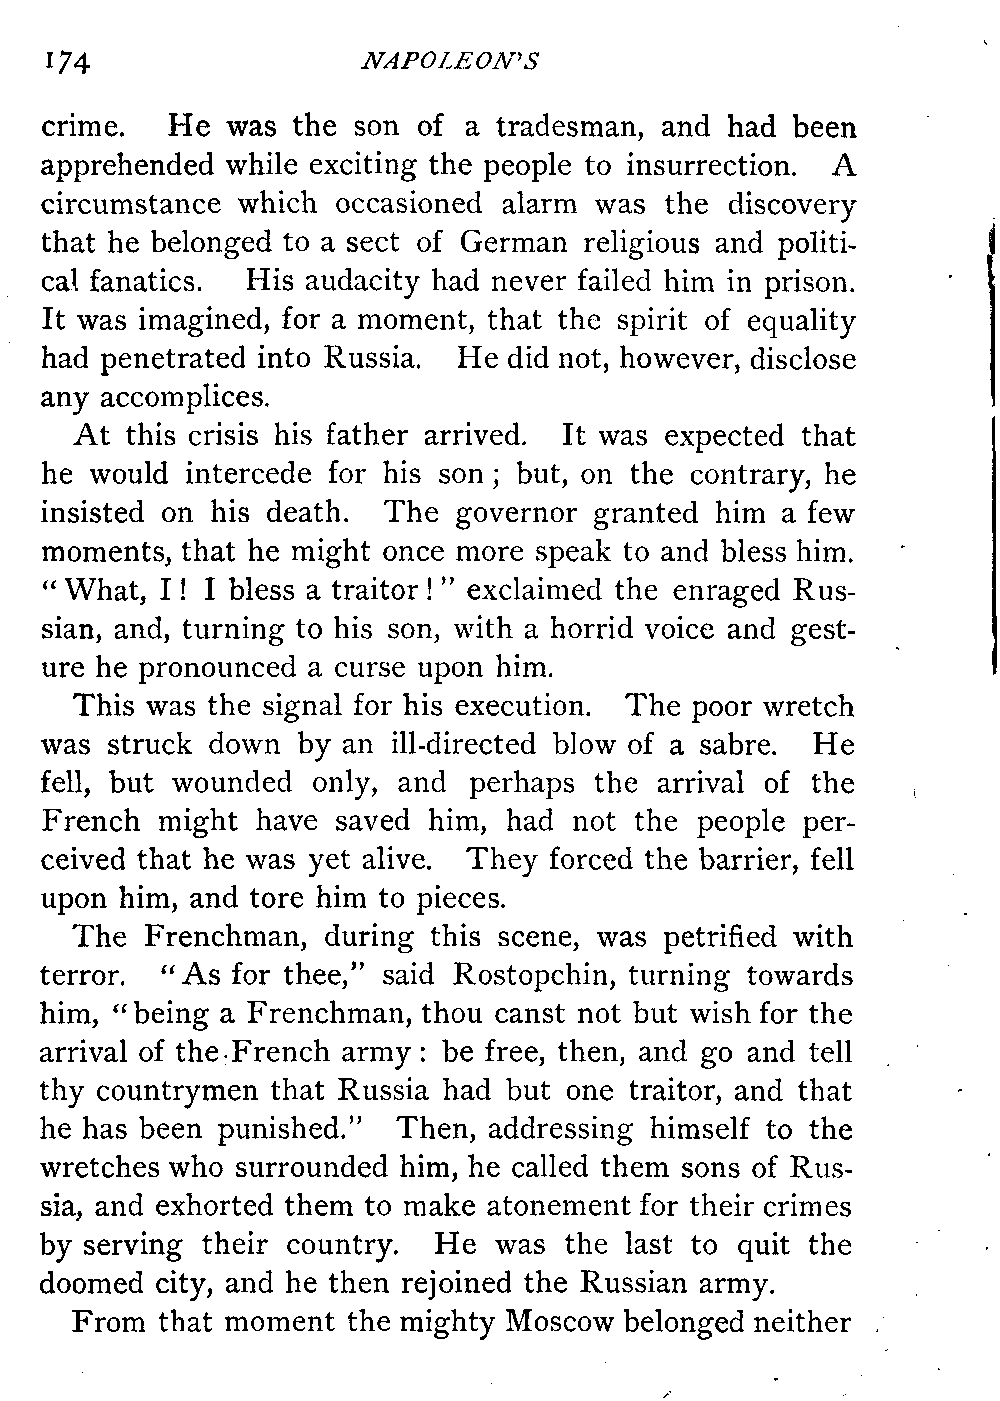 174 NAPOLEON'S
crime. He was the son of a tradesman, and had been
apprehended while exciting the people to insurrection. A
circumstance which occasioned alarm was the discovery
that he belonged to a sect of German religious and politi-
cal fanatics. His audacity had never failed him in prison.
It was imagined, for a moment, that the spirit of equality
had penetrated into Russia. He did not, however, disclose
any accomplices.
At this crisis his father arrived. It was expected that
he would intercede for his son; but, on the contrary, he
insisted on his death. The governor granted him a few
moments, that he might once more speak to and bless him.
"What, I! I bless a traitor!" exclaimed the enraged Rus-
sian, and, turning to his son, with a horrid voice and gest-
ure he pronounced a curse upon him.
This was the signal for his execution. The poor wretch
was struck down by an ill-directed blow of a sabre. He
fell, but wounded only, and perhaps the arrival of the
French might have saved him, had not the people per-
ceived that he was yet alive. They forced the barrier, fell
upon him, and tore him to pieces.
The Frenchman, during this scene, was petrified with
terror. "As for thee," said Rostopchin, turning towards
him, "being a Frenchman, thou canst not but wish for the
arrival of the French army: be free, then, and go and tell
thy countrymen that Russia had but one traitor, and that
he has been punished." Then, addressing himself to the
wretches who surrounded him, he called them sons of Rus-
sia, and exhorted them to make atonement for their crimes
by serving their country. He was the last to quit the
doomed city, and he then rejoined the Russian army.
From that moment the mighty Moscow belonged neither